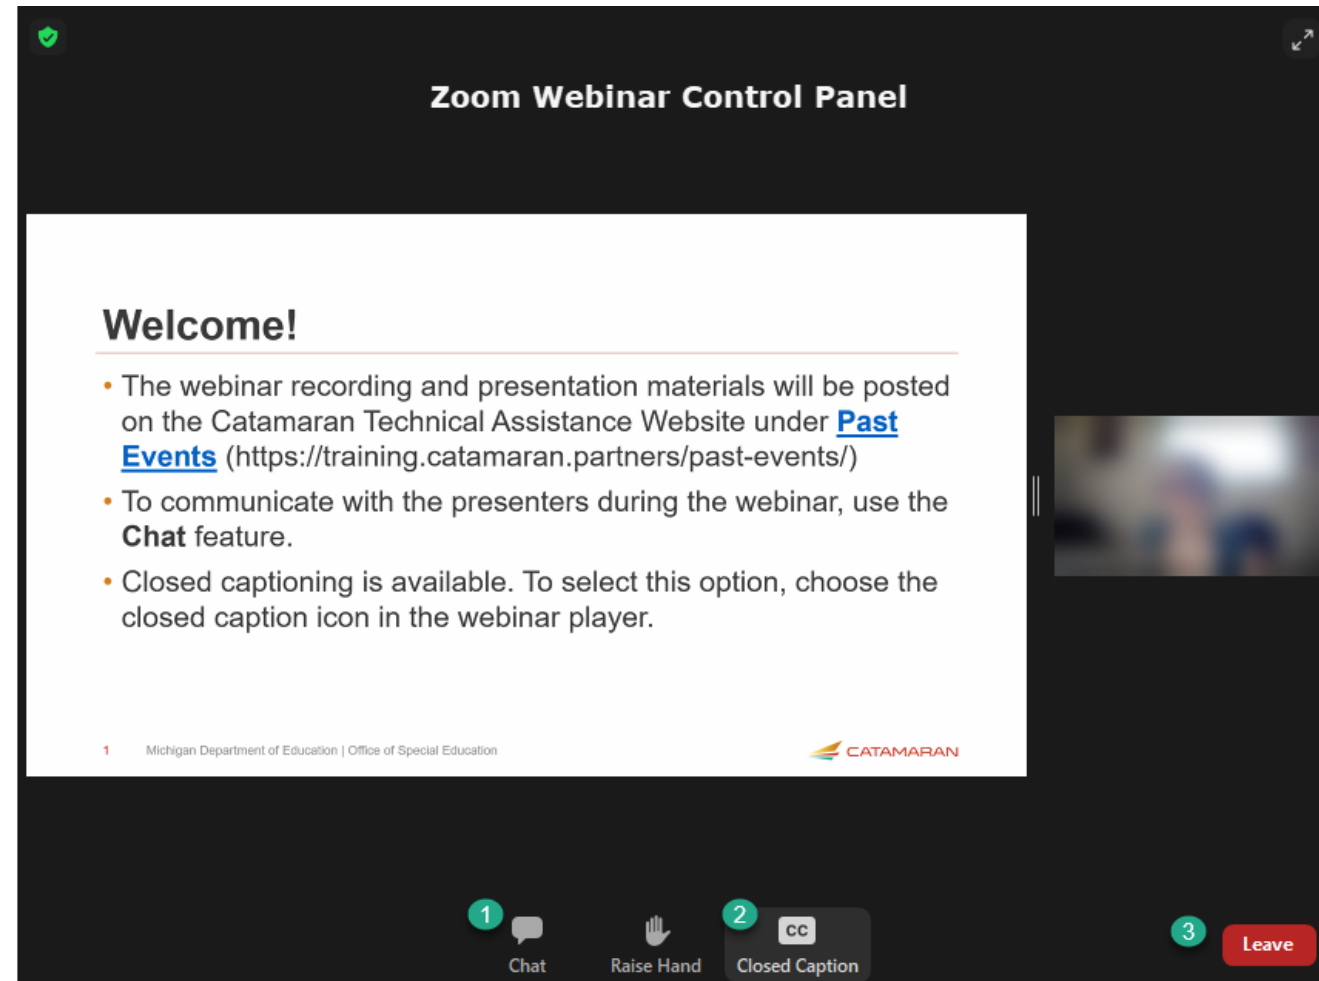 Zoom Webinar Control Panel
Welcome!
• The webinar recording and presentation materials will be posted
on the Catamaran Technical Assistance Website under Past
Events (https://training.catamaran.partners/past-events/)
• To communicate with the presenters during the webinar, use the
Chat feature.
• Closed captioning is available. To select this option, choose the
closed caption icon in the webinar player.
1 Michigan Department of Education | Office of Special Education
CATAMARAN
1
Chat
Raise Hand
2
CC
Closed Caption
3
Leave